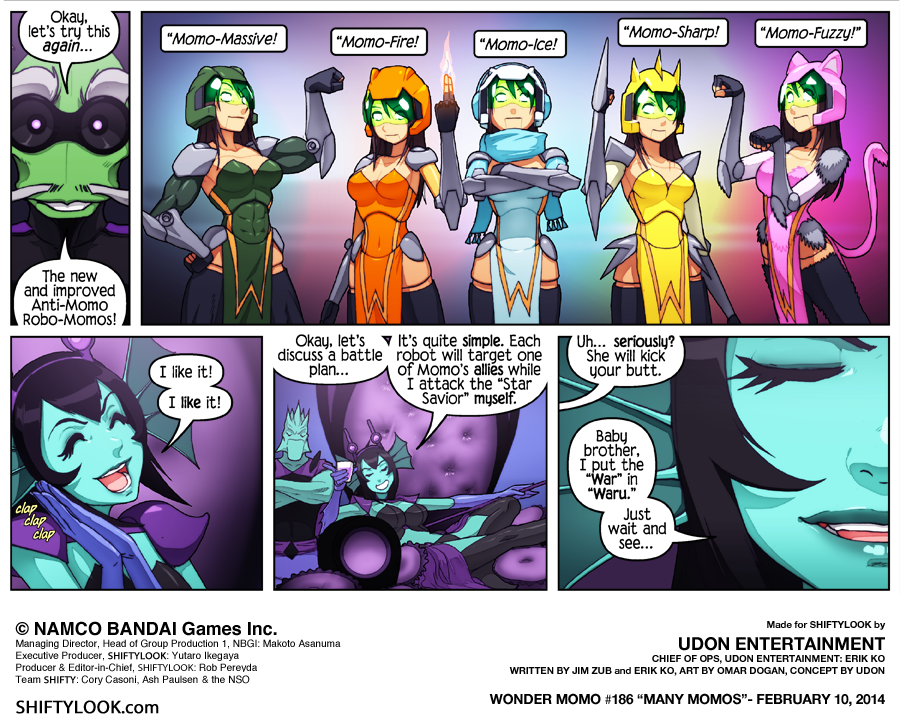 Okay,
let's try this
again...
The new
and improved
Anti-Momo
Robo-Momos!
"Momo-Massive!
"Momo-Fire!
"Momo-Ice!
"Momo-Sharp!
"Momo-Fuzzy!"
I like it!
I like it!
clap
clap
clap
Okay, let's
discuss a battle
plan...
It's quite simple. Each
robot will target one
of Momo's allies while
I attack the "Star
Savior" myself.
Uh... seriously?
She will kick
your butt.
Baby
brother,
I put the
"War" in
"Waru."
Just
wait and
see...
© NAMCO BANDAI Games Inc.
Managing Director, Head of Group Production 1, NBGI: Makoto Asanuma
Executive Producer, SHIFTYLOOK: Yutaro Ikegaya
Producer & Editor-in-Chief, SHIFTYLOOK: Rob Pereyda
Team SHIFTY: Cory Casoni, Ash Paulsen & the NSO
SHIFTYLOOK.com
Made for SHIFTYLOOK by
UDON ENTERTAINMENT
CHIEF OF OPS, UDON ENTERTAINMENT: ERIK KO
WRITTEN BY JIM ZUB and ERIK KO, ART BY OMAR DOGAN, CONCEPT BY UDON
WONDER MOMO #186 "MANY MOMOS"- FEBRUARY 10, 2014